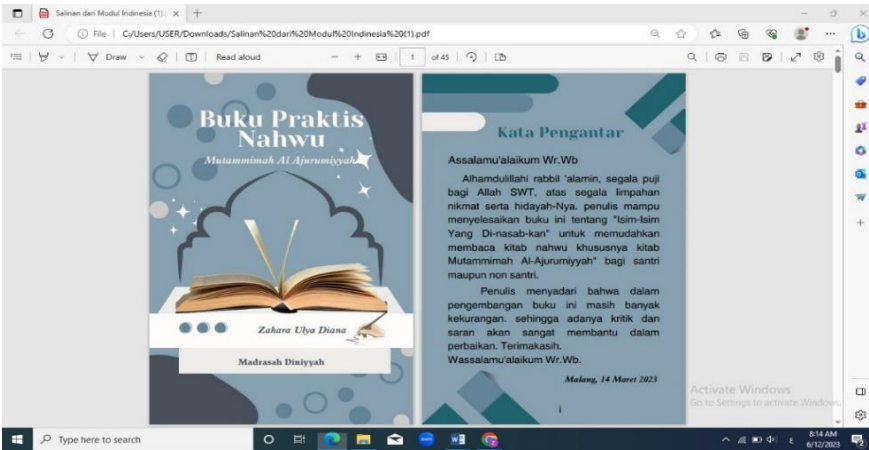 Salinan dari Modul Indinesia (1).
File
C:/Users/USER/Downloads/Salinan%20dari%20Modul%20Indinesia%20(1).pdf
Draw
Read aloud
1
of 45
Buku Praktis
Nahwu
Mutammimah Al Ajurumiyyah
Zahara Ulya Diana
Madrasah Diniyyah
Kata Pengantar
Assalamu'alaikum Wr.Wb
Alhamdulillahi rabbil 'alamin, segala puji
bagi Allah SWT, atas segala limpahan
nikmat serta hidayah-Nya. penulis mampu
menyelesaikan buku ini tentang "Isim-Isim
Yang Di-nasab-kan" untuk memudahkan
membaca kitab nahwu khususnya kitab
Mutammimah Al-Ajurumiyyah" bagi santri
maupun non santri.
Penulis menyadari bahwa dalam
pengembangan buku ini masih banyak
kekurangan. sehingga adanya kritik dan
saran akan sangat membantu dalam
perbaikan. Terimakasih.
Wassalamu'alaikum Wr.Wb.
Malang, 14 Maret 2023
i
Activate Windows
Go to Settings to activate Windows.
Type here to search
8:14 AM
6/12/2023